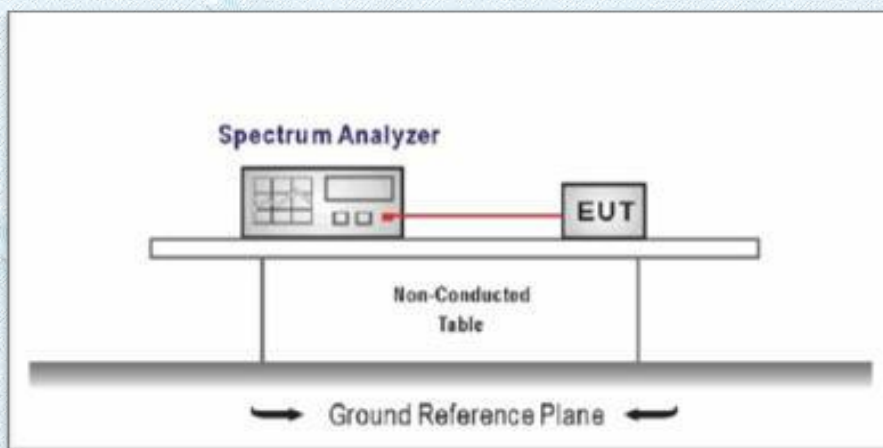 Spectrum Analyzer
EUT
Non-Conducted
Table
Ground Reference Plane